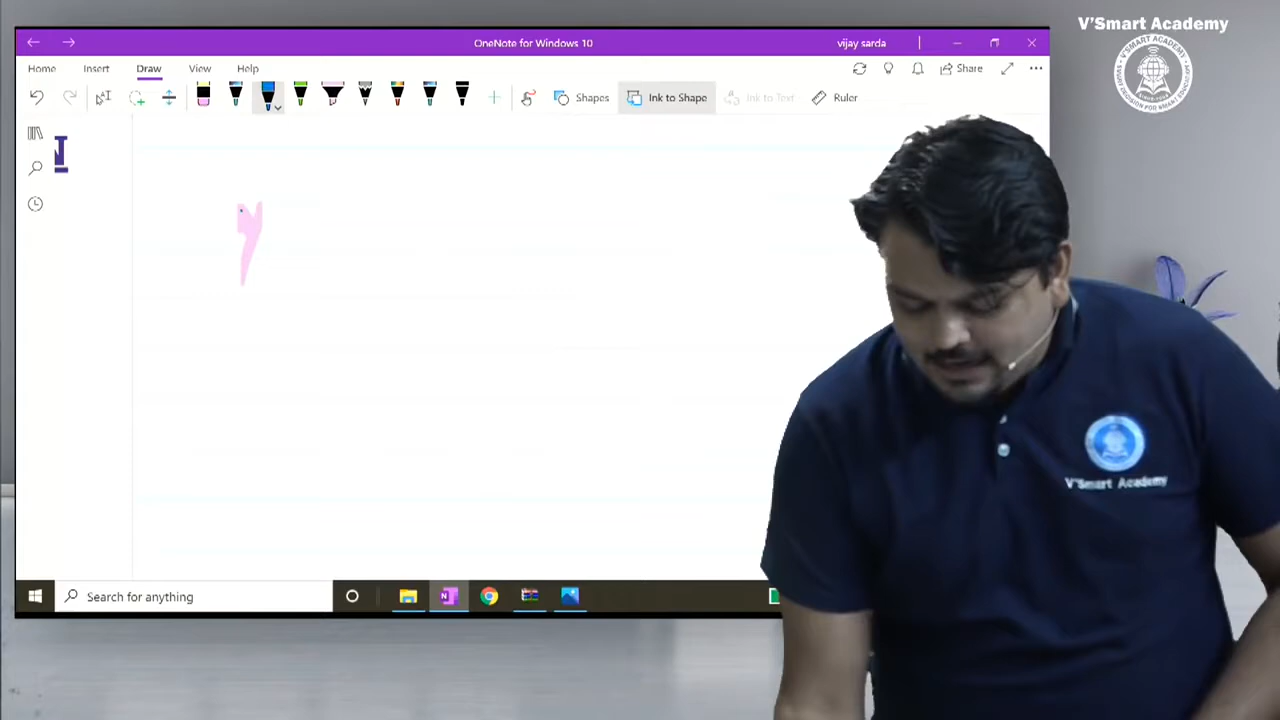 V'Smart Academy
OneNote for Windows 10
vijay sarda
Home Insert Draw View Help
Share
Shapes
Ink to Shape
Ink to Text
Ruler
Search for anything
V'Smart Academy